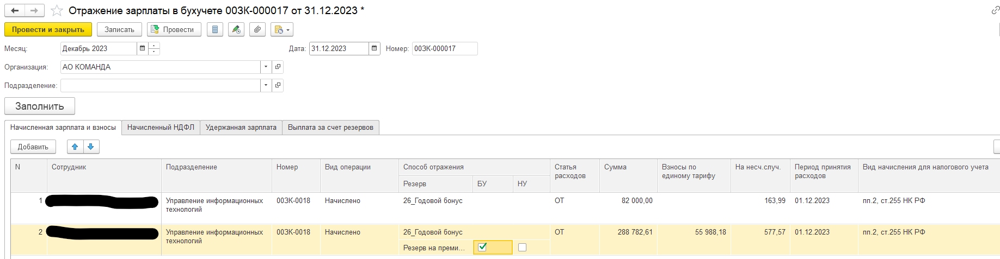 Отражение зарплаты в бухучете 00ЗК-000017 от 31.12.2023 *
Провести и закрыть Записать Провести
Месяц: Декабрь 2023 Дата: 31.12.2023 Номер: 00ЗК-000017
Организация: АО КОМАНДА
Подразделение:
Заполнить
Начисленная зарплата и взносы Начисленный НДФЛ Удержанная зарплата Выплата за счет резервов
Добавить
N Сотрудник Подразделение Номер Вид операции Способ отражения Статья расходов Сумма Взносы по единому тарифу На несч.случ. Период принятия расходов Вид начисления для налогового учета
Резерв БУ НУ
1 Управление информационных технологий 00ЗК-0018 Начислено 26_Годовой бонус ОТ 82 000,00 163,99 01.12.2023 пп.2, ст.255 НК РФ
2 Управление информационных технологий 00ЗК-0018 Начислено 26_Годовой бонус ОТ 288 782,61 55 988,18 577,57 01.12.2023 пп.2, ст.255 НК РФ
Резерв на преми...